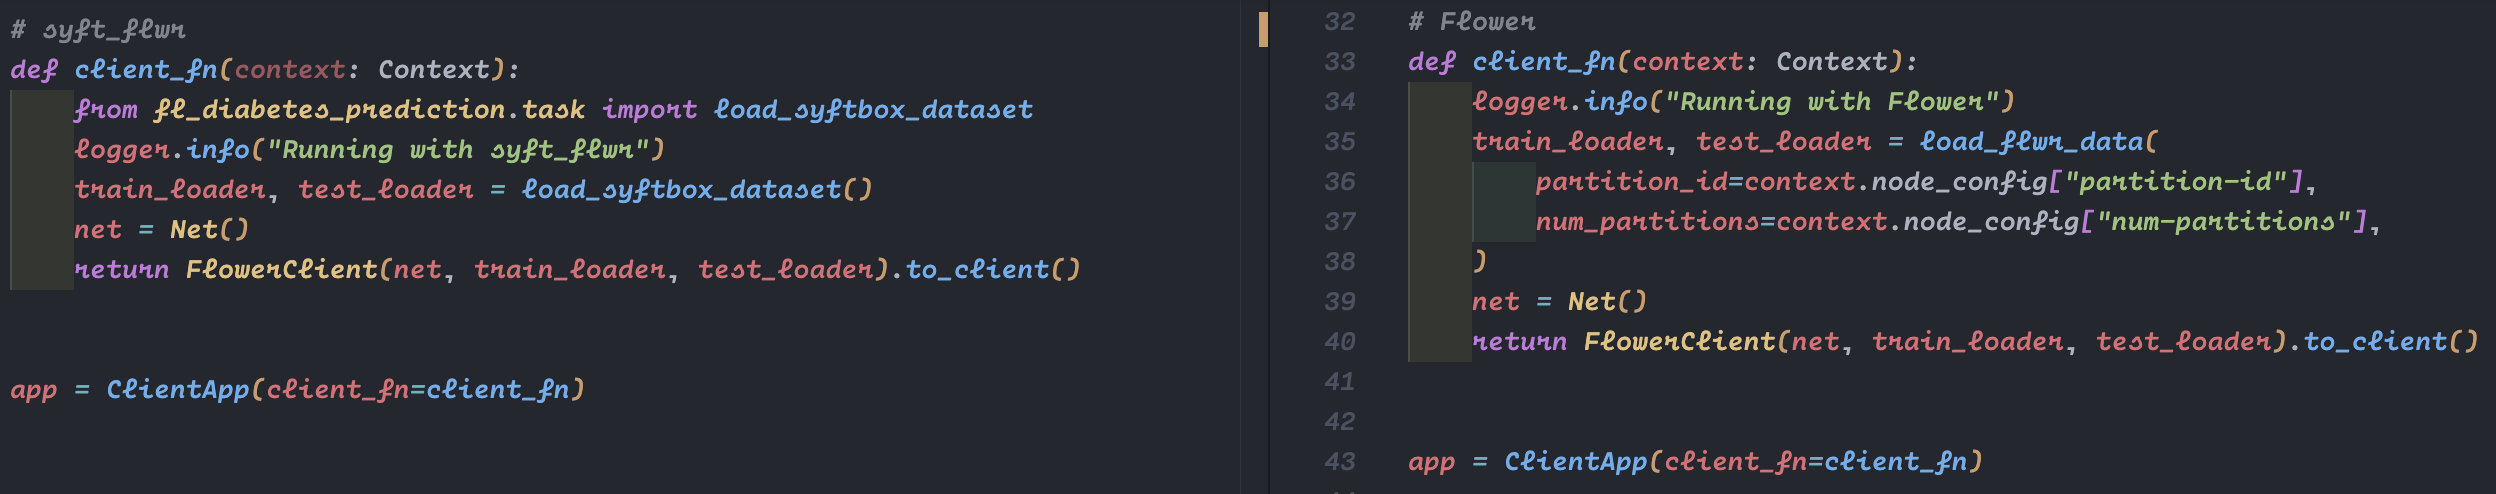 # syft_flwr
def client_fn(context: Context):
    from fl_diabetes_prediction.task import load_syftbox_dataset
    logger.info("Running with syft_flwr")
    train_loader, test_loader = load_syftbox_dataset()
    net = Net()
    return FlowerClient(net, train_loader, test_loader).to_client()
app = ClientApp(client_fn=client_fn)
32 # Flower
33 def client_fn(context: Context):
34     logger.info("Running with Flower")
35     train_loader, test_loader = load_flwr_data(
36         partition_id=context.node_config["partition-id"],
37         num_partitions=context.node_config["num-partitions"],
38     )
39     net = Net()
40     return FlowerClient(net, train_loader, test_loader).to_client()
41
42
43 app = ClientApp(client_fn=client_fn)